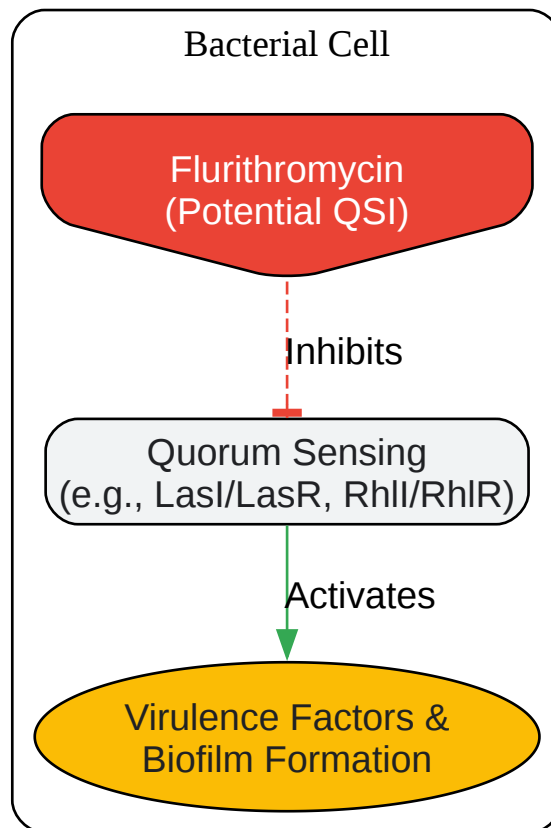 Bacterial Cell
Flurithromycin
(Potential QSI)
Inhibits
Quorum Sensing
(e.g., LasI/LasR, RhlI/RhlR)
Activates
Virulence Factors &
Biofilm Formation